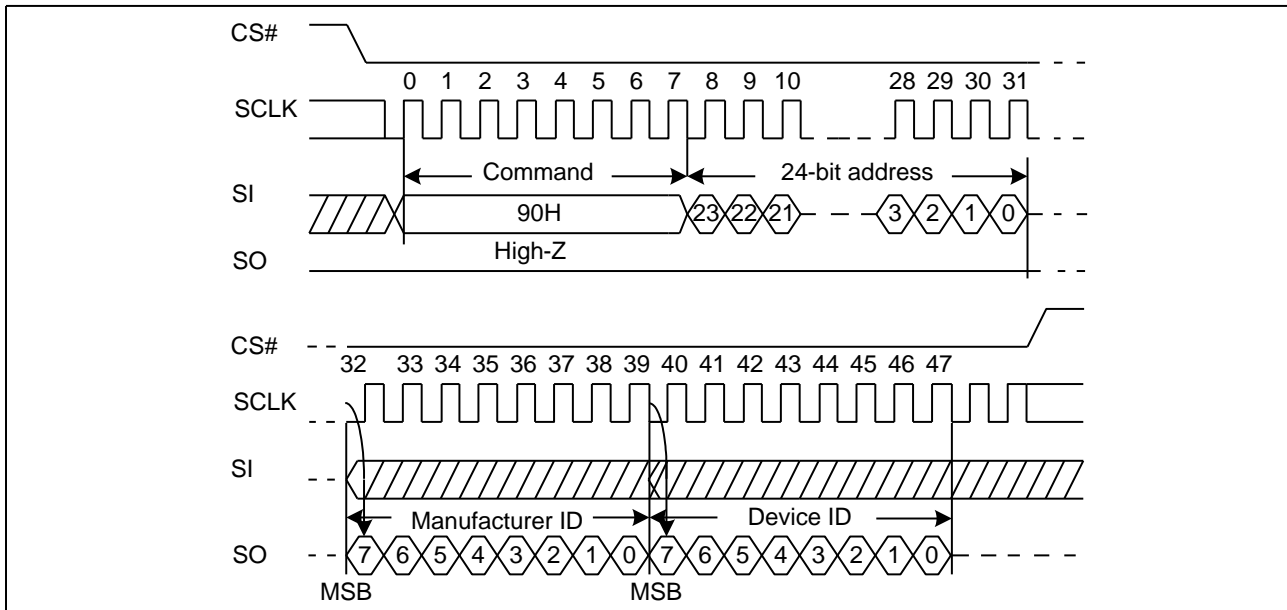 CS#
0 1 2 3 4 5 6 7 8 9 10 28 29 30 31
SCLK
Command 24-bit address
SI
90H 23 22 21 3 2 1 0
High-Z
SO
CS#
32 33 34 35 36 37 38 39 40 41 42 43 44 45 46 47
SCLK
SI
Manufacturer ID Device ID
SO 7 6 5 4 3 2 1 0 7 6 5 4 3 2 1 0
MSB MSB